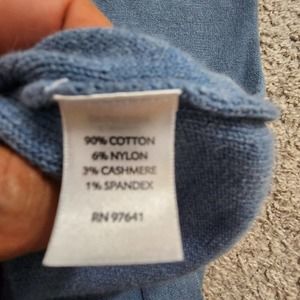 90% COTTON
6% NYLON
3% CASHMERE
1% SPANDEX
RN 97641